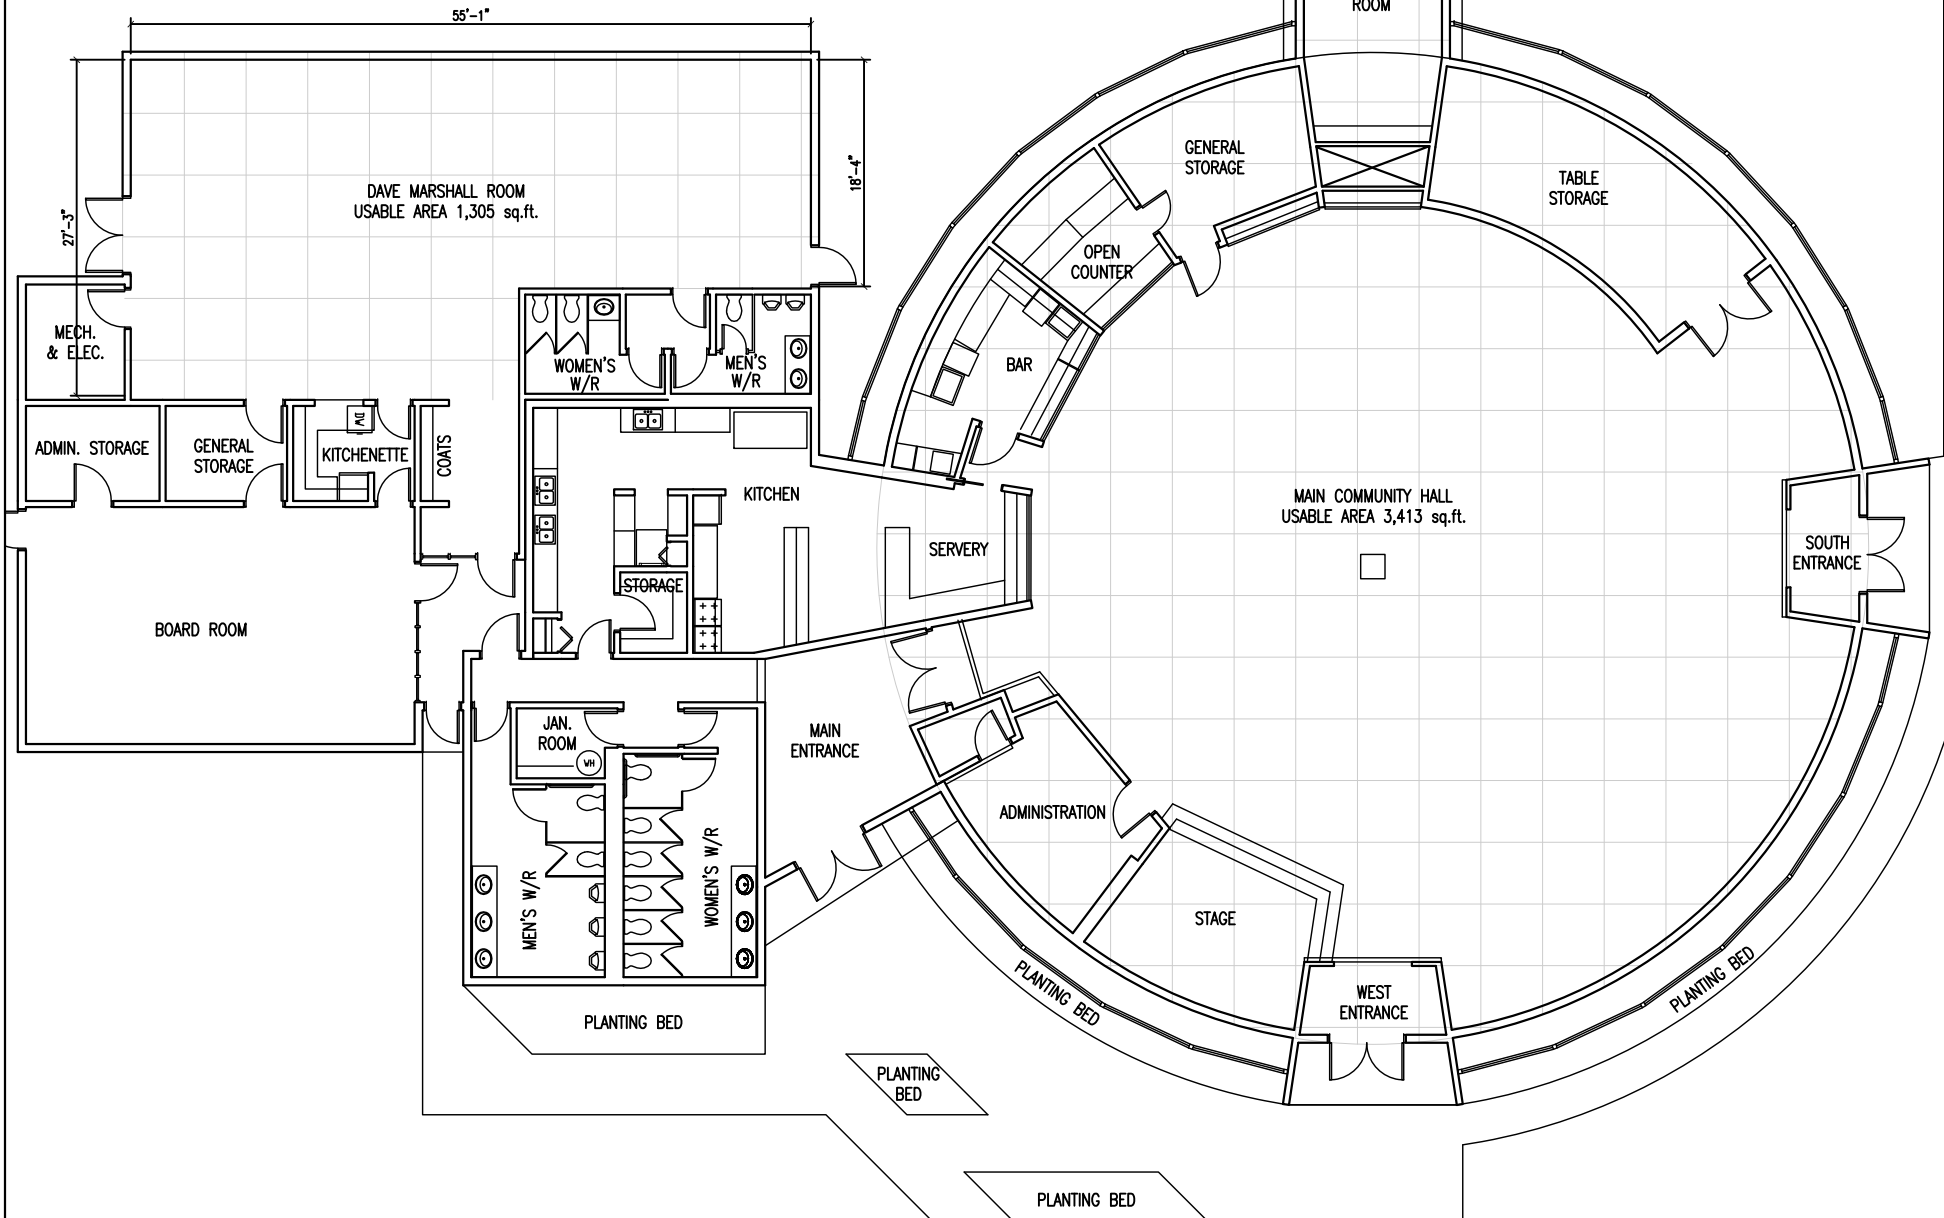 55'-1"
ROOM
DAVE MARSHALL ROOM
USABLE AREA 1,305 sq.ft.
18'-4"
27'-3"
GENERAL
STORAGE
TABLE
STORAGE
OPEN
COUNTER
MECH.
& ELEC.
WOMEN'S
W/R
MEN'S
W/R
BAR
ADMIN. STORAGE
GENERAL
STORAGE
DW
KITCHENETTE
COATS
KITCHEN
MAIN COMMUNITY HALL
USABLE AREA 3,413 sq.ft.
SERVERY
SOUTH
ENTRANCE
STORAGE
BOARD ROOM
JAN.
ROOM
WH
MAIN
ENTRANCE
ADMINISTRATION
MEN'S W/R
WOMEN'S W/R
STAGE
PLANTING BED
PLANTING BED
WEST
ENTRANCE
PLANTING BED
PLANTING
BED
PLANTING BED